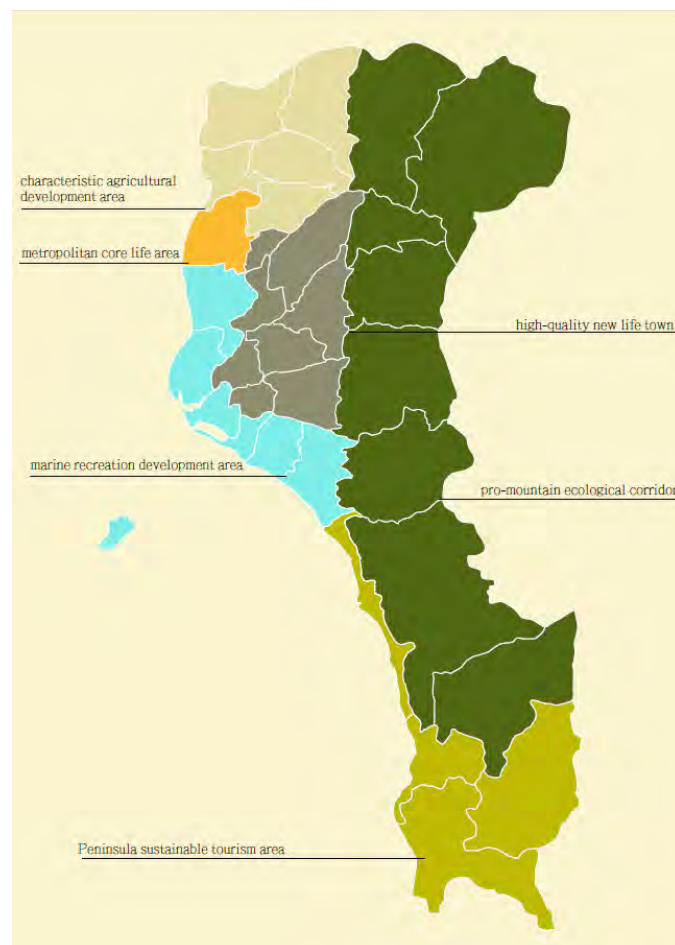 characteristic agricultural
development area
metropolitan core life area
high-quality new life town
marine recreation development area
pro-mountain ecological corridor
Peninsula sustainable tourism area